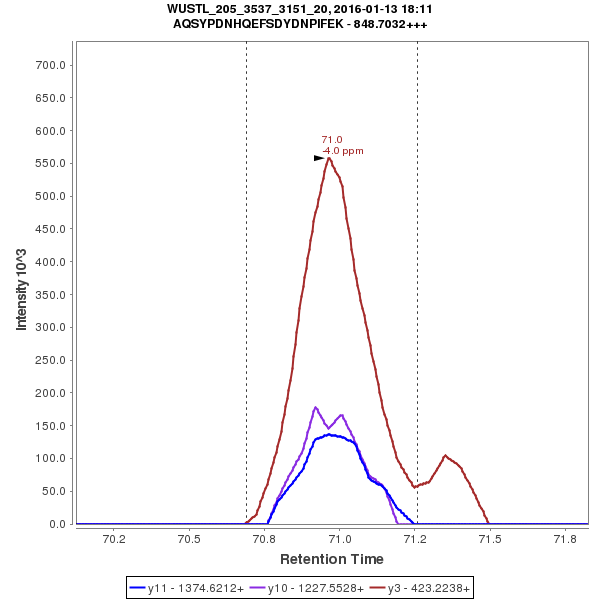 WUSTL_205_3537_3151_20, 2016-01-13 18:11
AQSYPDNHQEFSDYDNPIFEK - 848.7032+++
Intensity 10^3
700.0
650.0
600.0
550.0
500.0
450.0
400.0
350.0
300.0
250.0
200.0
150.0
100.0
50.0
0.0
71.0
-4.0 ppm
70.2
70.5
70.8
71.0
71.2
71.5
71.8
Retention Time
y11 - 1374.6212+
y10 - 1227.5528+
y3 - 423.2238+